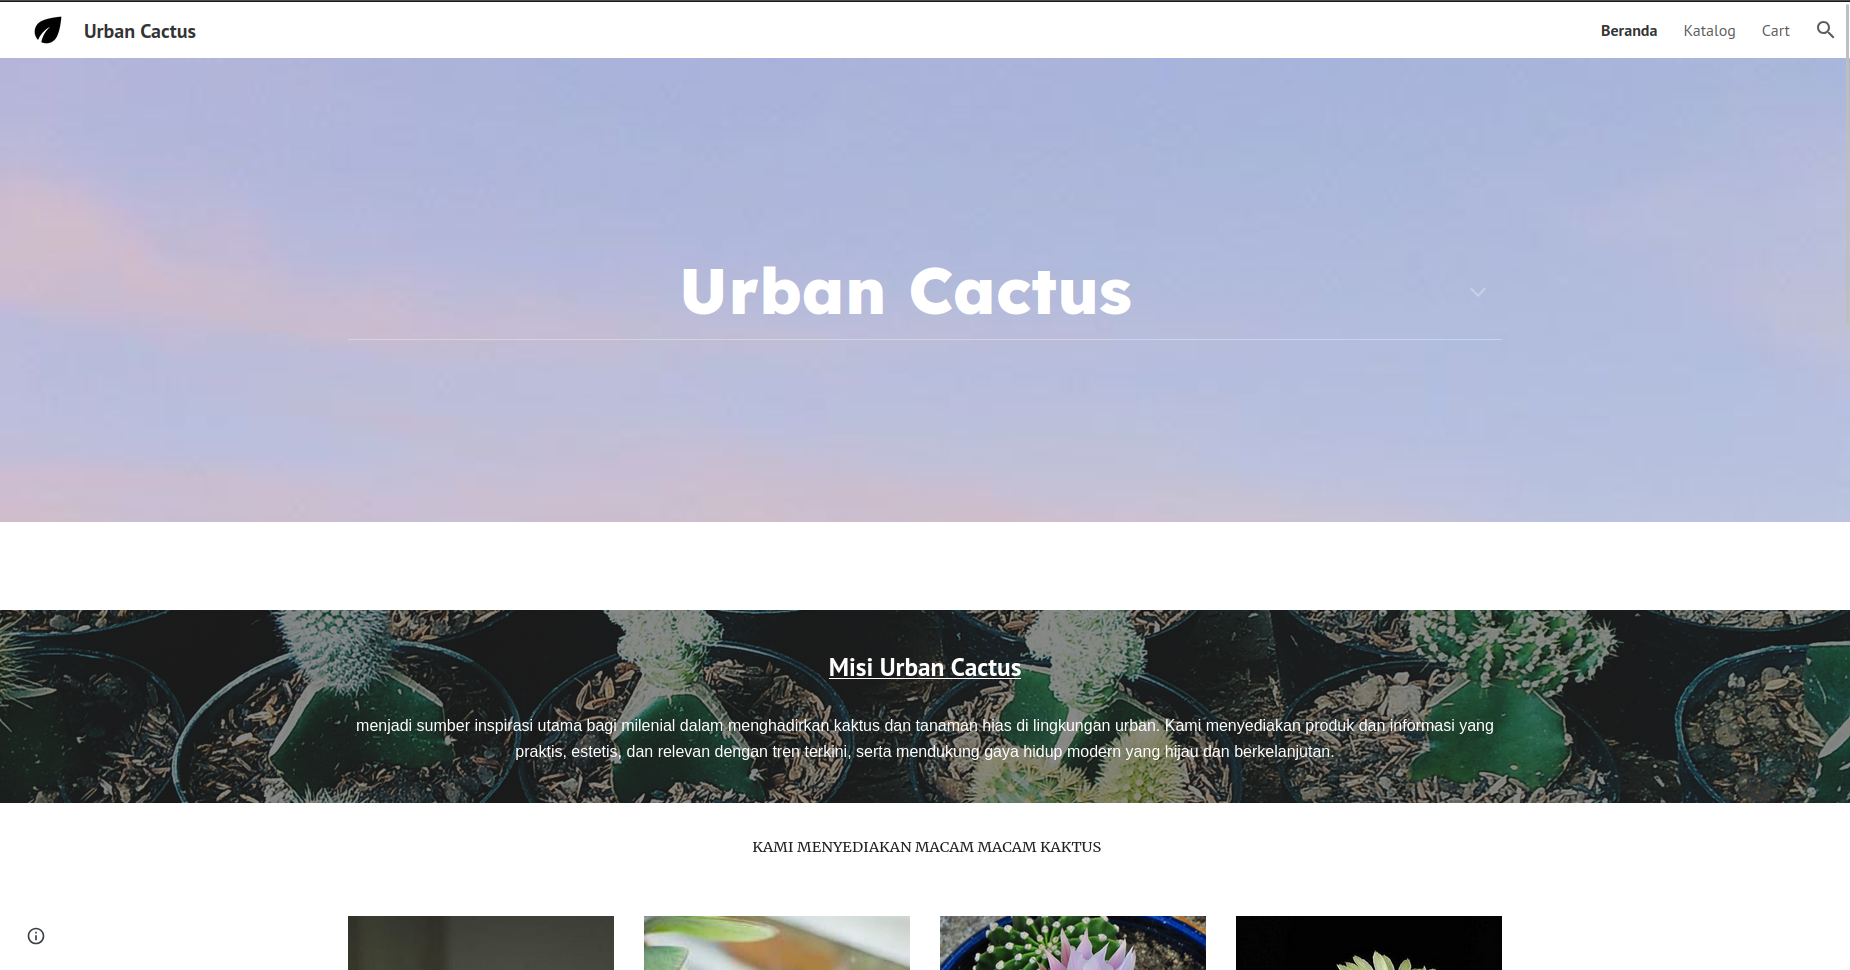 Urban Cactus
Beranda
Katalog
Cart
Urban Cactus
Misi Urban Cactus
menjadi sumber inspirasi utama bagi milenial dalam menghadirkan kaktus dan tanaman hias di lingkungan urban. Kami menyediakan produk dan informasi yang
praktis, estetis, dan relevan dengan tren terkini, serta mendukung gaya hidup modern yang hijau dan berkelanjutan.
KAMI MENYEDIAKAN MACAM MACAM KAKTUS